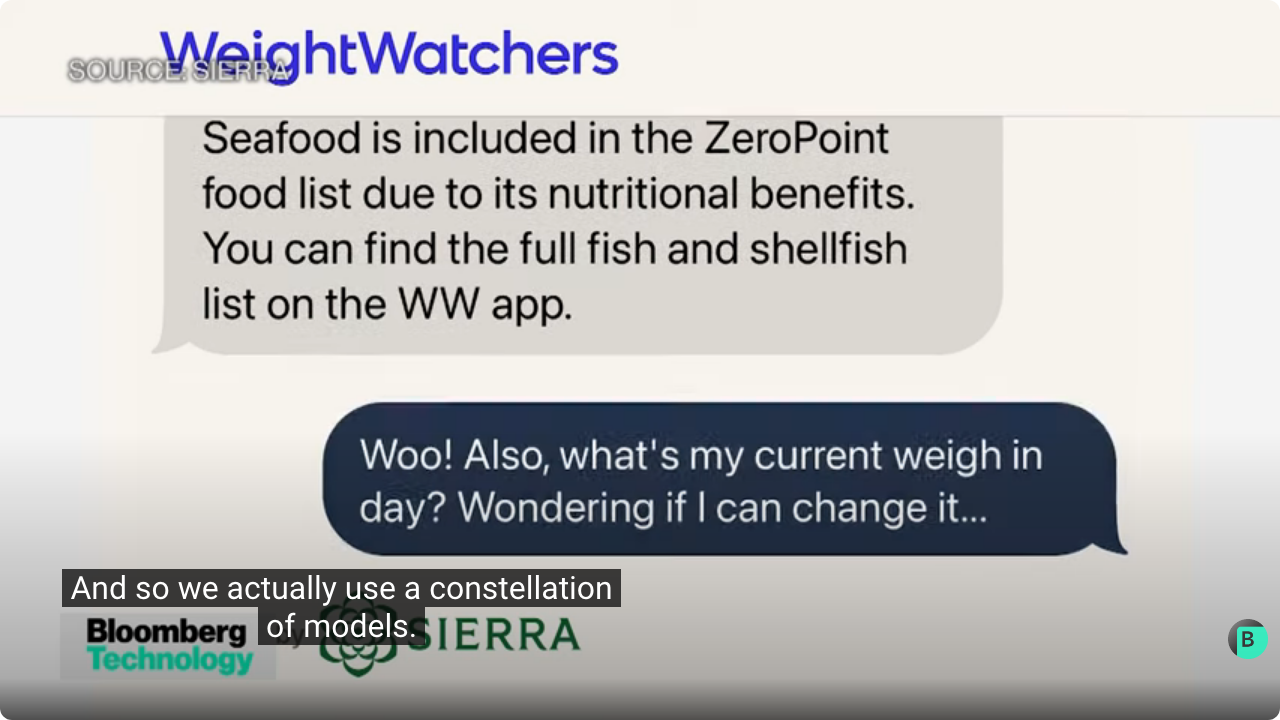 WeightWatchers
SOURCE: SIERRA
Seafood is included in the ZeroPoint
food list due to its nutritional benefits.
You can find the full fish and shellfish
list on the WW app.
Woo! Also, what's my current weigh in
day? Wondering if I can change it...
And so we actually use a constellation
of models.
Bloomberg
Technology
by
SIERRA
B